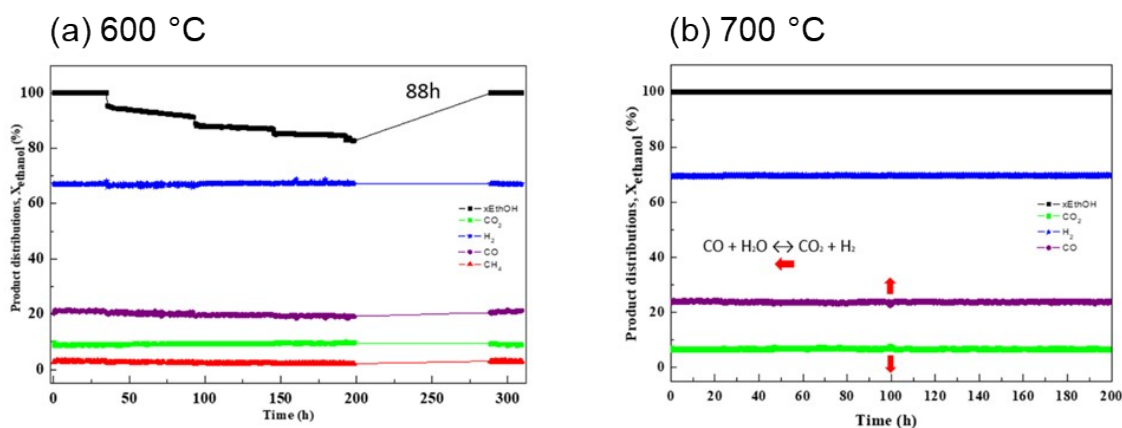 (a) 600 °C
Product distributions, Xethanol (%)
100
80
60
40
20
0
88h
xEtOH
CO2
H2
CO
CH4
0 50 100 150 200 250 300
Time (h)
(b) 700 °C
Product distributions, Xethanol (%)
100
80
60
40
20
0
xEthOH
CO2
H2
CO
CO + H2O ↔ CO2 + H2
0 20 40 60 80 100 120 140 160 180 200
Time (h)